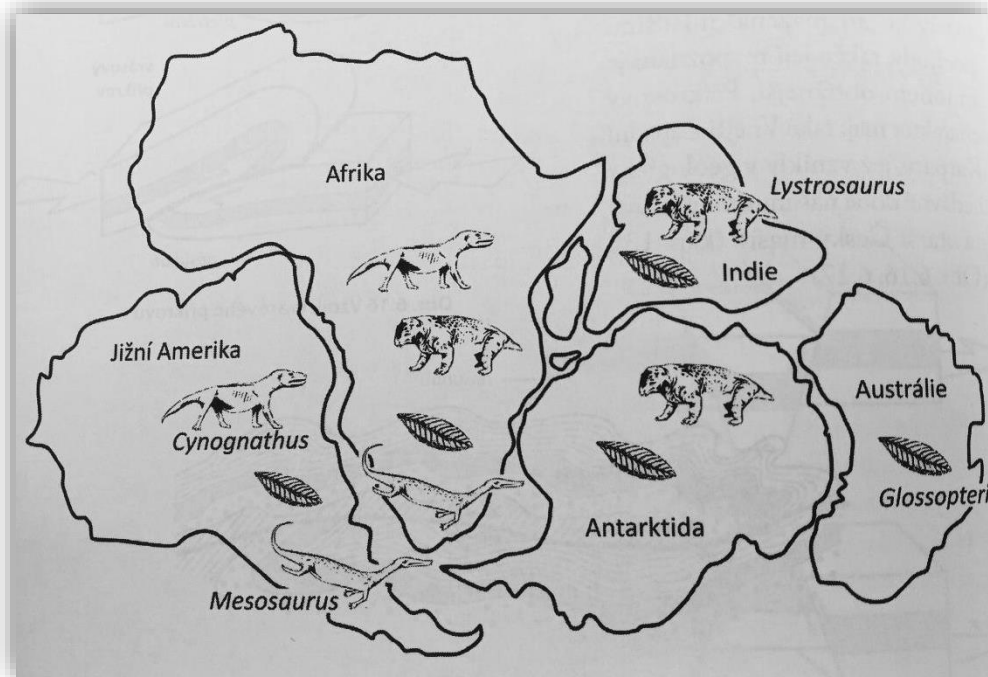 Afrika
Lystrosaurus
Indie
Jižní Amerika
Austrálie
Cynognathus
Glossopteri
Antarktida
Mesosaurus